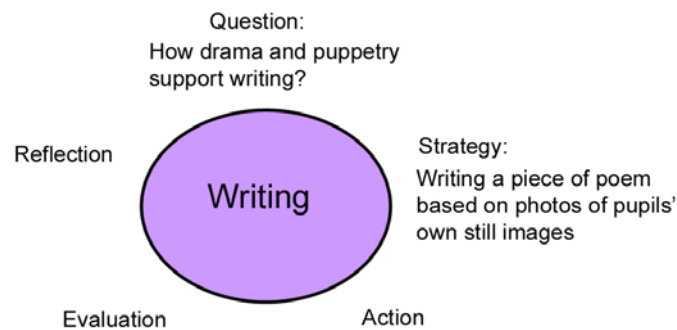 Question:
How drama and puppetry
support writing?
Reflection
Writing
Strategy:
Writing a piece of poem
based on photos of pupils'
own still images
Evaluation
Action